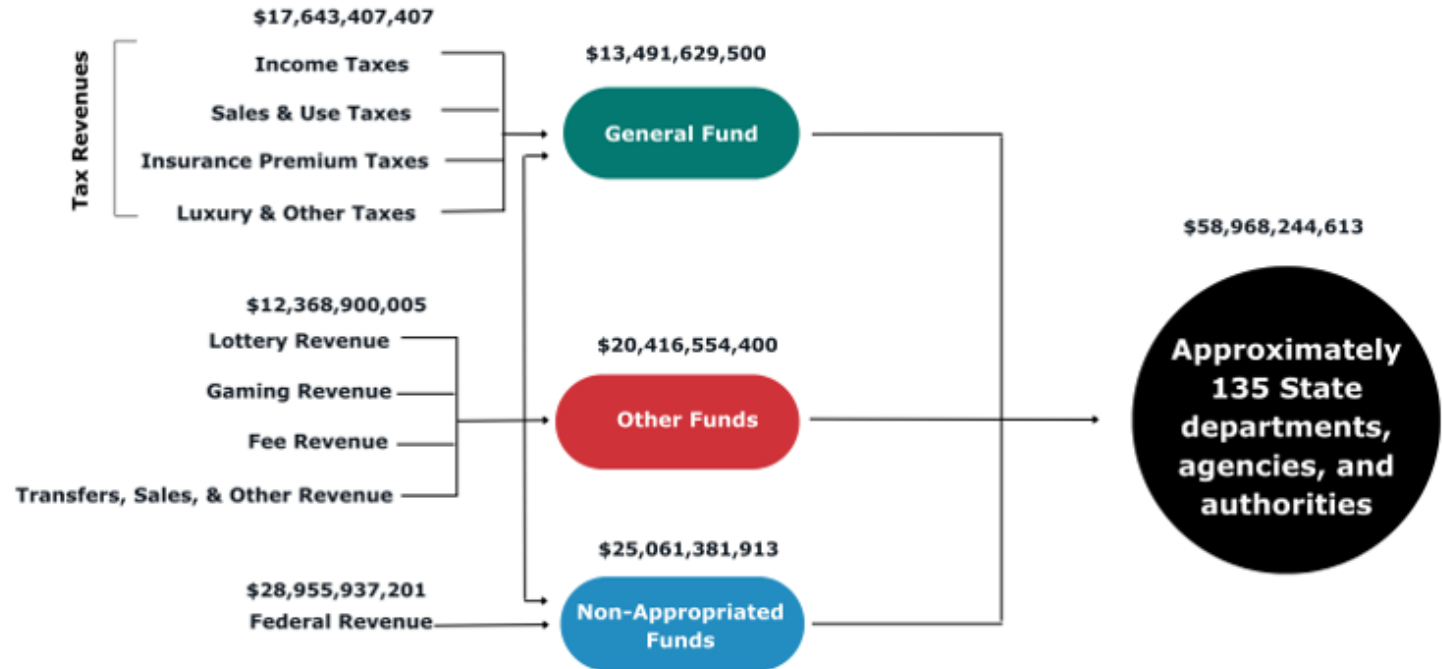 $17,643,407,407
Tax Revenues
Income Taxes
Sales & Use Taxes
Insurance Premium Taxes
Luxury & Other Taxes
$13,491,629,500
General Fund
$12,368,900,005
Lottery Revenue
Gaming Revenue
Fee Revenue
Transfers, Sales, & Other Revenue
$20,416,554,400
Other Funds
$28,955,937,201
Federal Revenue
$25,061,381,913
Non-Appropriated
Funds
$58,968,244,613
Approximately
135 State
departments,
agencies, and
authorities